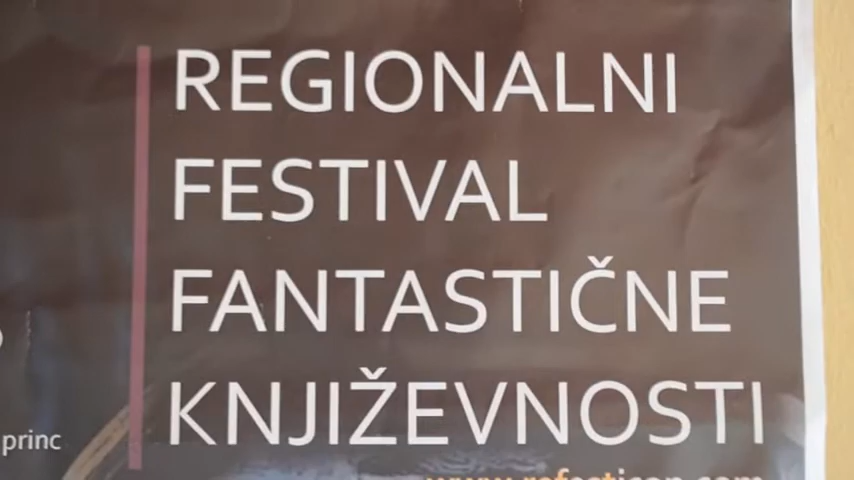 REGIONALNI
FESTIVAL
FANTASTIČNE
KNJIŽEVNOSTI
princ